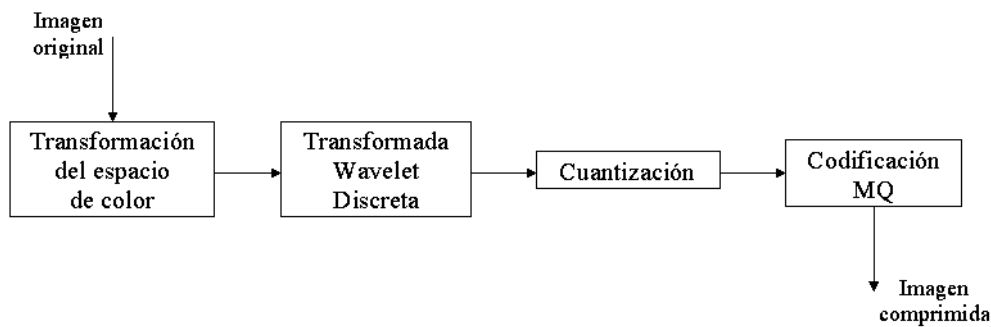 Imagen
original
Transformación
del espacio
de color
Transformada
Wavelet
Discreta
Cuantización
Codificación
MQ
Imagen
comprimida